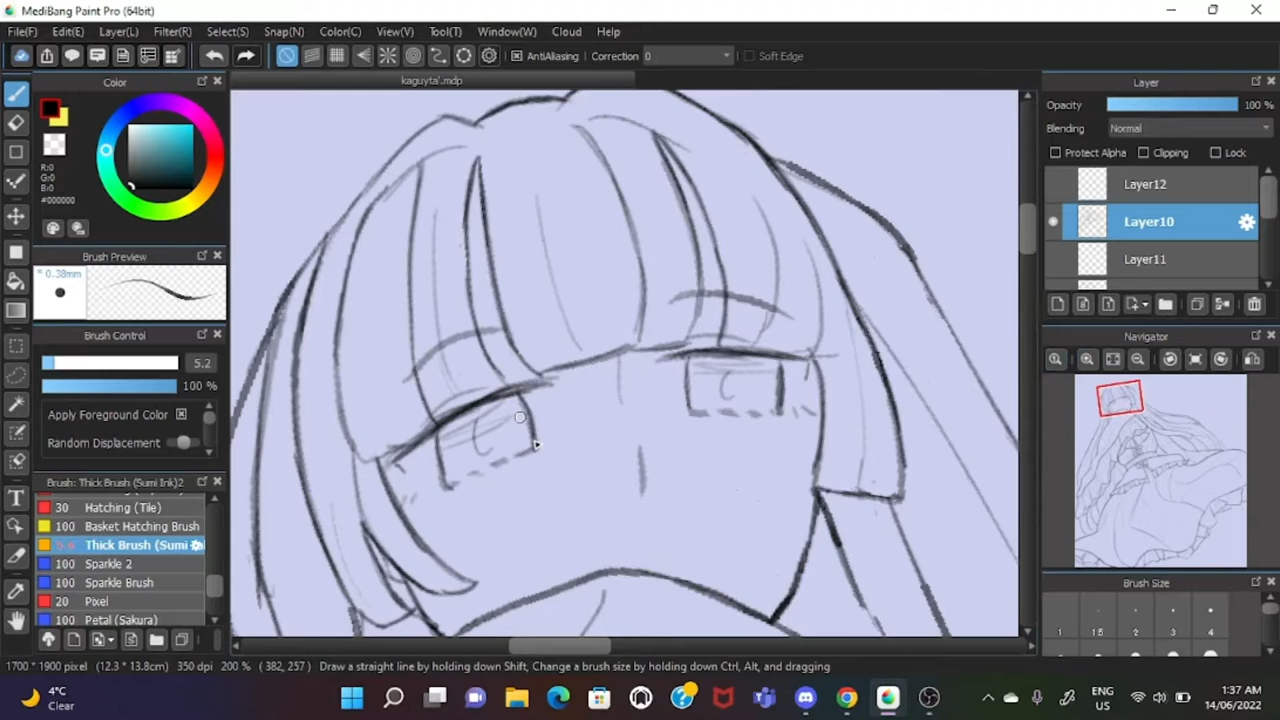 MediBang Paint Pro (64bit)
File(F) Edit(E) Layer(L) Filter(R) Select(S) Snap(N) Color(C) View(V) Tool(T) Window(W) Cloud Help
AntiAliasing Correction 0 Soft Edge
Color
R:0
G:0
B:0
#000000
Brush Preview
* 0.38mm
Brush Control
5.2
100 %
Apply Foreground Color
Random Displacement
Brush: Thick Brush (Sumi Ink)2
30 Hatching (Tile)
100 Basket Hatching Brush
Thick Brush (Sumi
100 Sparkle 2
100 Sparkle Brush
20 Pixel
100 Petal (Sakura)
kaguyta'.mdp
Layer
Opacity 100 %
Blending Normal
Protect Alpha Clipping Lock
Layer12
Layer10
Layer11
Navigator
Brush Size
1 1.5 2 3 4
1700 * 1900 pixel (12.3 * 13.8cm) 350 dpi 200 % ( 382, 257) Draw a straight line by holding down Shift, Change a brush size by holding down Ctrl, Alt, and dragging
4°C
Clear
ENG
US
1:37 AM
14/06/2022